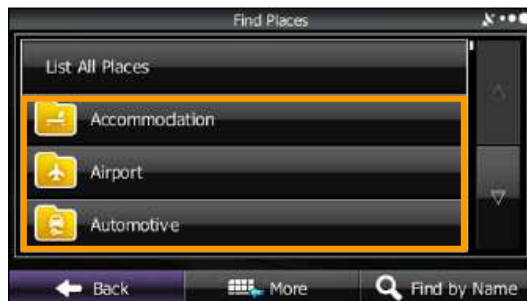 Find Places
List All Places
Accommodation
Airport
Automotive
Back More Find by Name